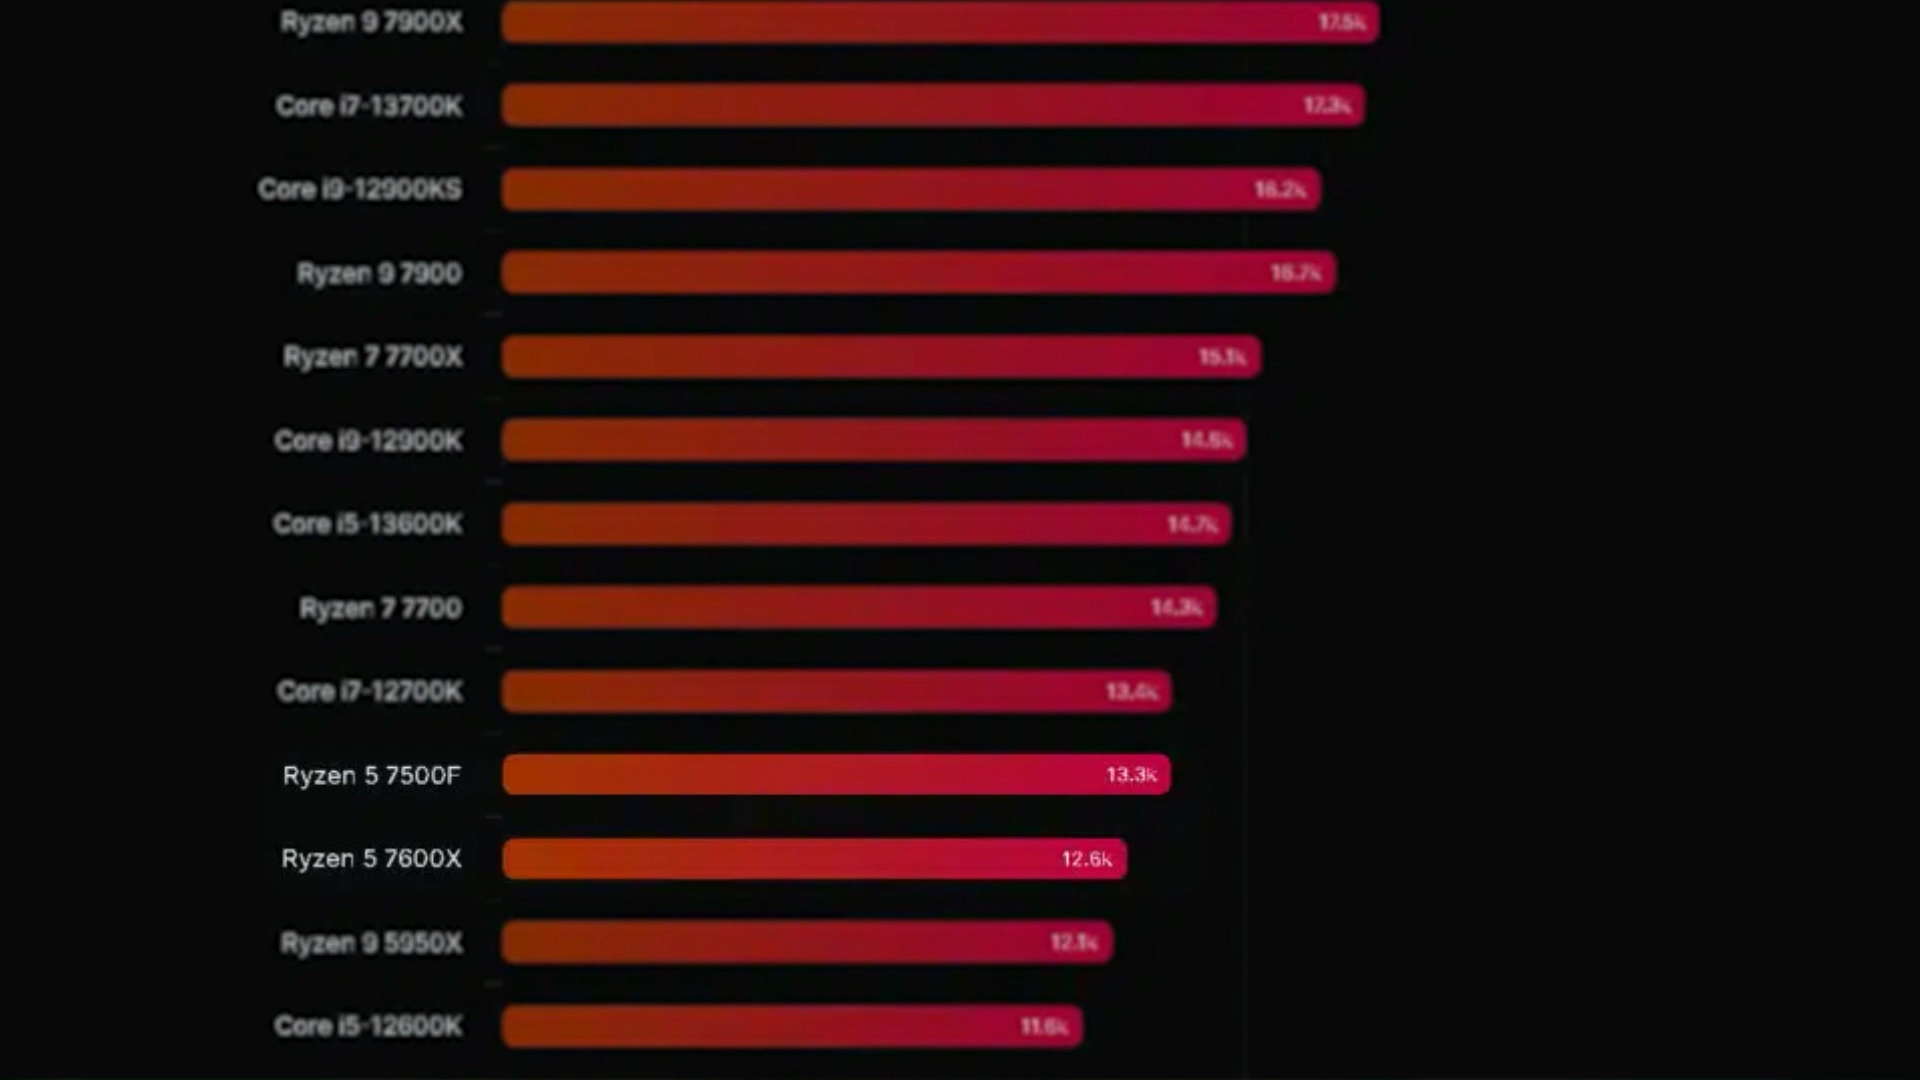 Ryzen 9 7900X 17.5k
Core i7-13700K 17.3k
Core i9-12900KS 16.2k
Ryzen 9 7900 16.7k
Ryzen 7 7700X 15.1k
Core i9-12900K
Core i5-13600K 14.7k
Ryzen 7 7700 14.3k
Core i7-12700K 13.4k
Ryzen 5 7500F 13.3k
Ryzen 5 7600X 12.6k
Ryzen 9 5950X 12.1k
Core i5-12600K 11.6k